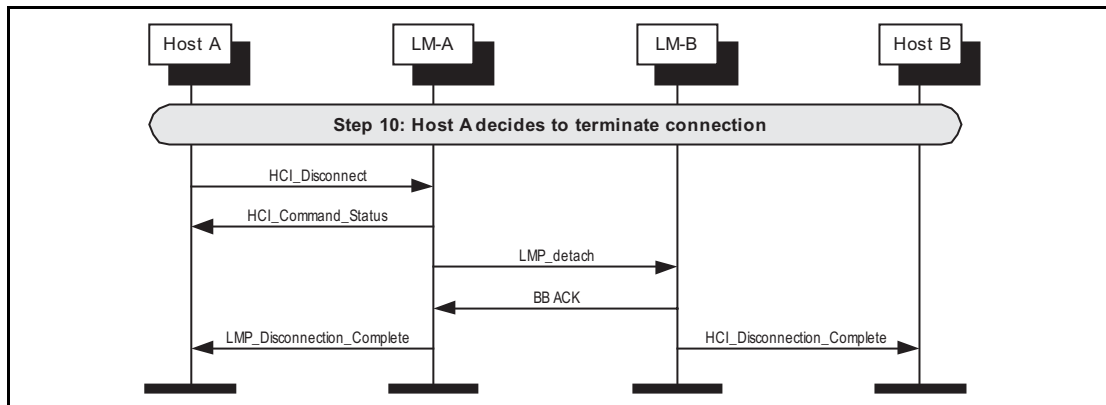 Host A
LM-A
LM-B
Host B
Step 10: Host A decides to terminate connection
HCI_Disconnect
HCI_Command_Status
LMP_detach
BB ACK
LMP_Disconnection_Complete
HCI_Disconnection_Complete